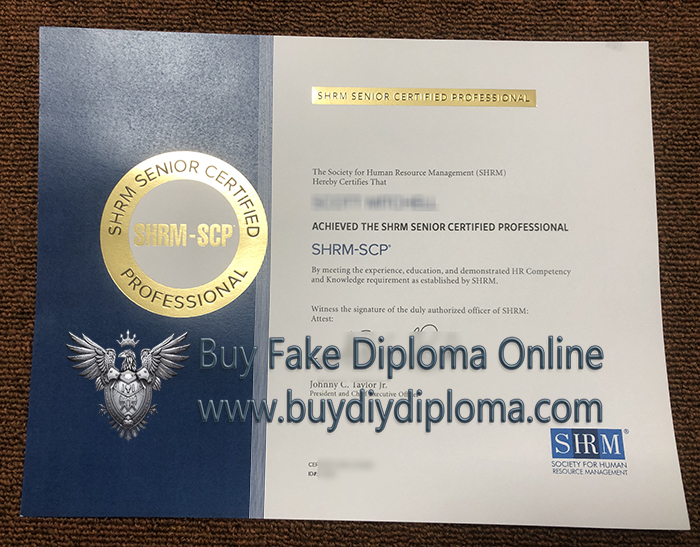 SHRM SENIOR CERTIFIED PROFESSIONAL
SHRM SENIOR CERTIFIED
SHRM-SCP
PROFESSIONAL
The Society for Human Resource Management (SHRM)
Hereby Certifies That
ACHIEVED THE SHRM SENIOR CERTIFIED PROFESSIONAL
SHRM-SCP®
By meeting the experience, education, and demonstrated HR Competency
and Knowledge requirement as established by SHRM.
Witness the signature of the duly authorized officer of SHRM:
Attest:
Buy Fake Diploma Online
Johnny C. Taylor Jr.
President and Chief Executive
www.buydiydiploma.com
SHRM®
SOCIETY FOR HUMAN
RESOURCE MANAGEMENT